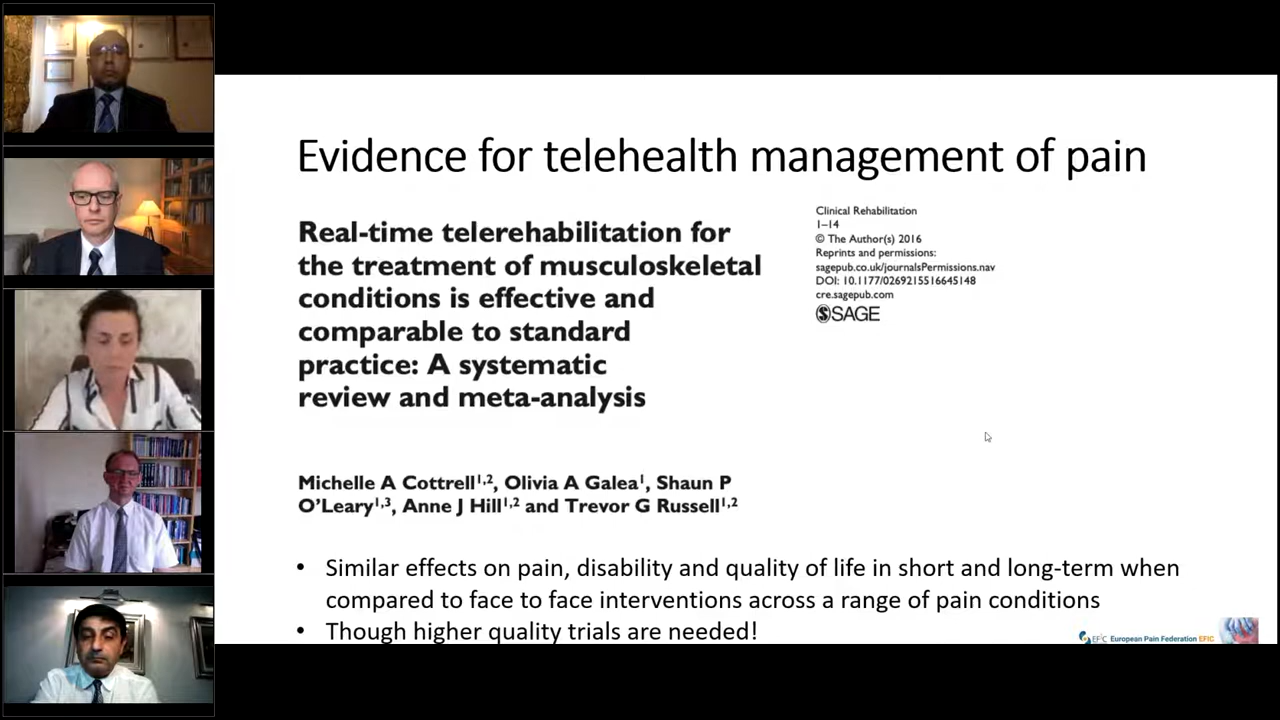 Evidence for telehealth management of pain
Real-time telerehabilitation for
the treatment of musculoskeletal
conditions is effective and
comparable to standard
practice: A systematic
review and meta-analysis
Clinical Rehabilitation
1–14
© The Author(s) 2016
Reprints and permissions:
sagepub.co.uk/journalsPermissions.nav
DOI: 10.1177/0269215516645148
cre.sagepub.com
SAGE
Michelle A Cottrell1,2, Olivia A Galea1, Shaun P
O'Leary1,3, Anne J Hill1,2 and Trevor G Russell1,2
• Similar effects on pain, disability and quality of life in short and long-term when
compared to face to face interventions across a range of pain conditions
• Though higher quality trials are needed!
EFIC European Pain Federation EFIC